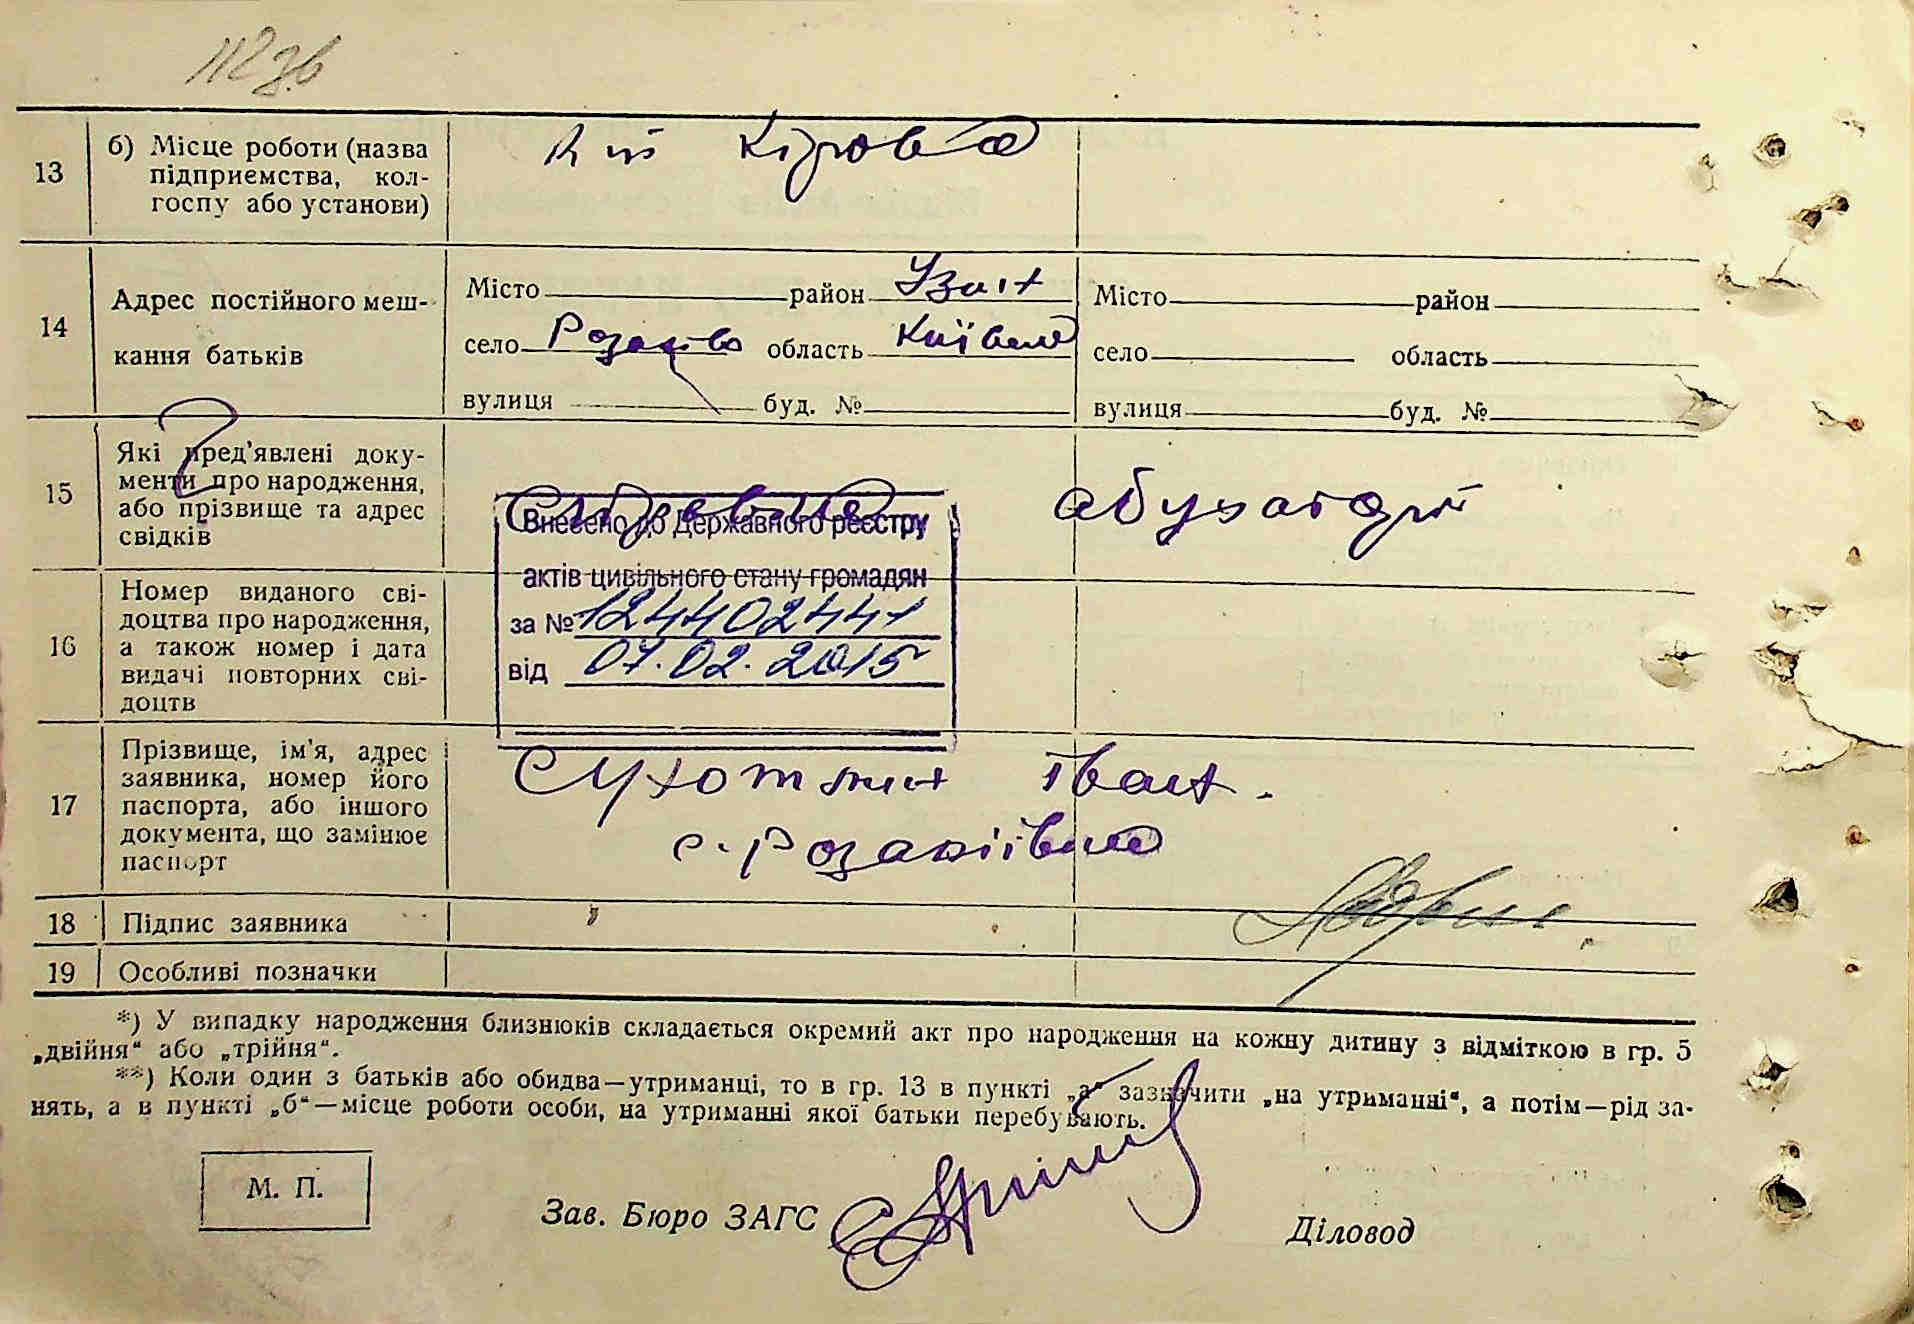 13 б) Місце роботи (назва
підприємства, кол-
госпу або установи)
к-п Кірова
14 Адрес постійного меш-
кання батьків
Місто район Узин
село область Київська
вулиця буд. №
Місто район
село область
вулиця буд. №
15 Які пред'явлені доку-
менти про народження,
або прізвище та адрес
свідків
Внесено до Державного реєстру
актів цивільного стану громадян
за № 124402441
від 07.02.2015
16 Номер виданого сві-
доцтва про народження,
а також номер і дата
видачі повторних сві-
доцтв
17 Прізвище, ім'я, адрес
заявника, номер його
паспорта, або іншого
документа, що замінює
паспорт
Іван.
с.
18 Підпис заявника
19 Особливі позначки
*) У випадку народження близнюків складається окремий акт про народження на кожну дитину з відміткою в гр. 5
„двійня“ або „трійня“.
**) Коли один з батьків або обидва—утриманці, то в гр. 13 в пункті „а“ зазначити „на утриманні“, а потім—рід за-
нять, а в пункті „б“—місце роботи особи, на утриманні якої батьки перебувають.
М. П.
Зав. Бюро ЗАГС
Діловод